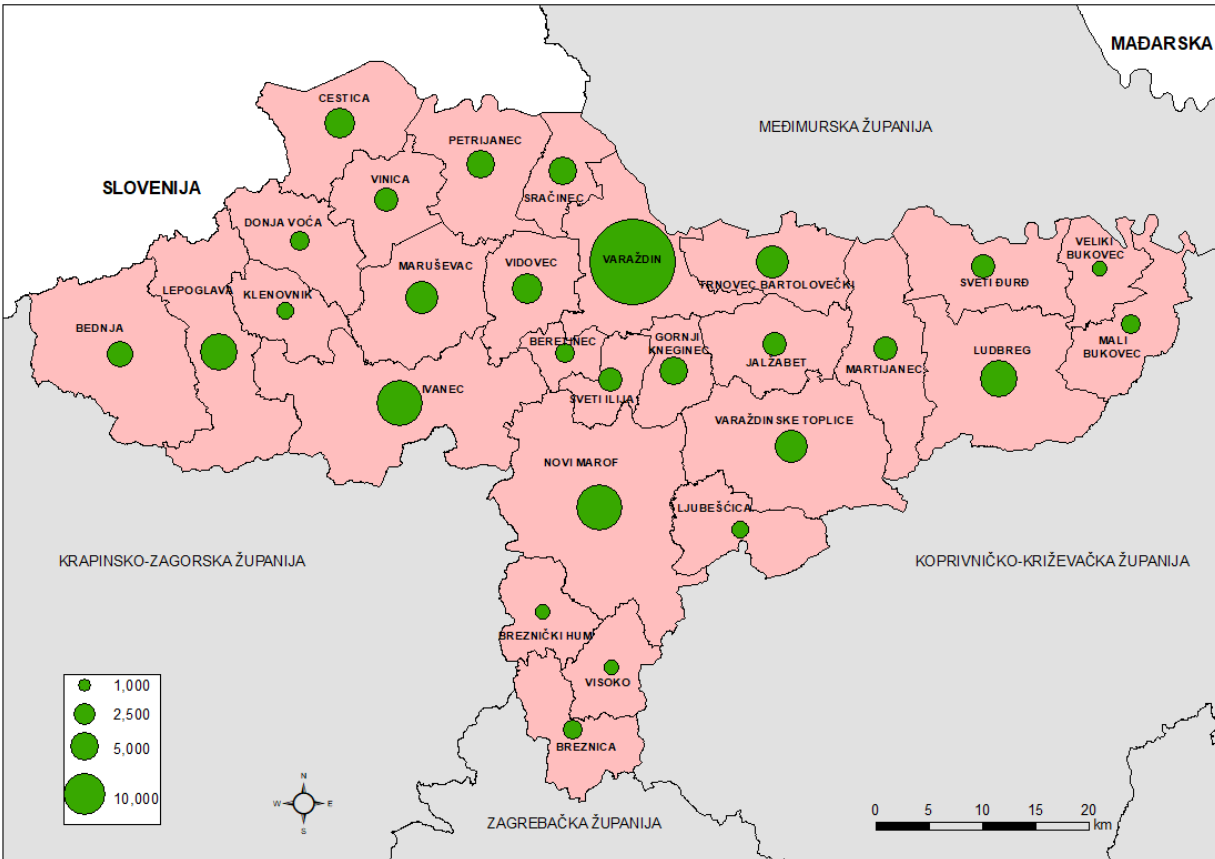 MAĐARSKA
CESTICA
MEĐIMURSKA ŽUPANIJA
PETRIJANEC
VINICA
SLOVENIJA
SRAČINEC
DONJA VOĆA
VELIKI
BUKOVEC
VARAŽDIN
VIDOVEC
MARUŠEVAC
TRNOVEC BARTOLOVEČKI
SVETI ĐURĐ
LEPOGLAVA
KLENOVNIK
BEDNJA
BERETINEC
GORNJI
KNEGINEC
JALŽABET
MARTIJANEC
LUDBREG
MALI
BUKOVEC
IVANEC
SVETI ILIJA
VARAŽDINSKE TOPLICE
NOVI MAROF
LJUBEŠĆICA
KRAPINSKO-ZAGORSKA ŽUPANIJA
KOPRIVNIČKO-KRIŽEVAČKA ŽUPANIJA
BREZNIČKI HUM
VISOKO
BREZNICA
1,000
2,500
5,000
10,000
N
W
E
S
ZAGREBAČKA ŽUPANIJA
0 5 10 15 20
km